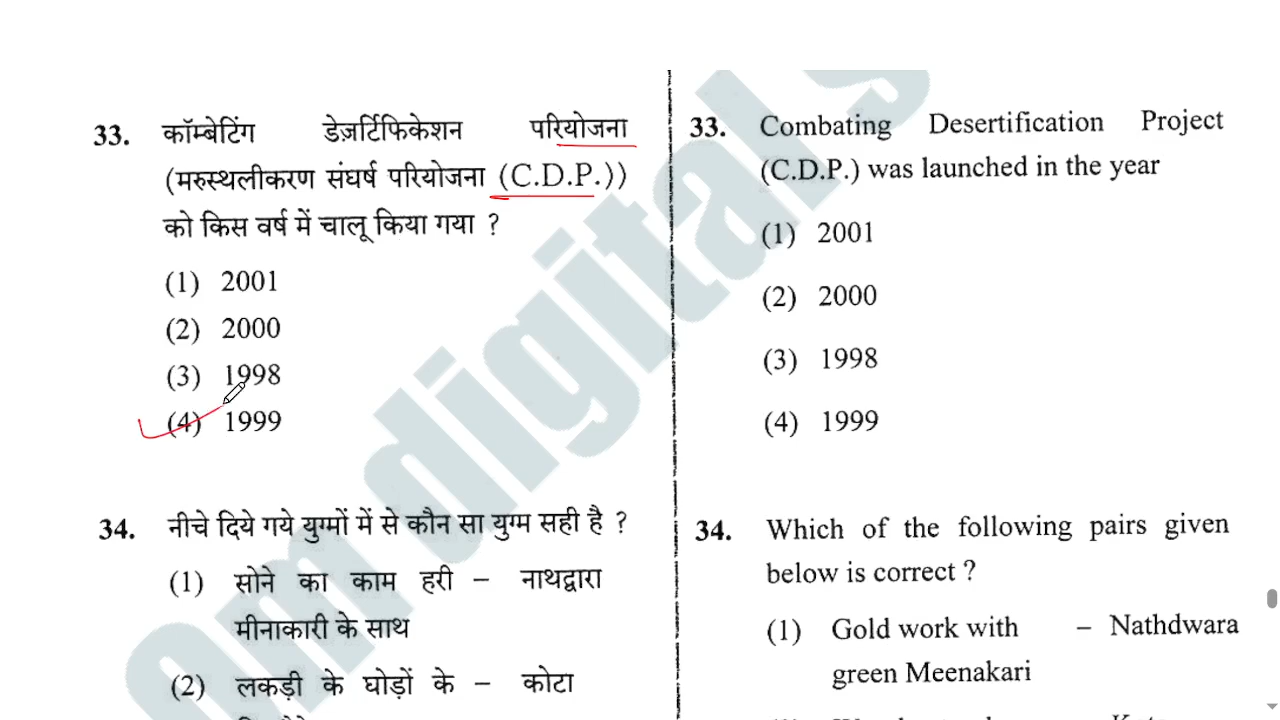 33. कॉम्बेटिंग डेज़र्टिफिकेशन परियोजना
(मरुस्थलीकरण संघर्ष परियोजना (C.D.P.))
को किस वर्ष में चालू किया गया ?
(1) 2001
(2) 2000
(3) 1998
(4) 1999
34. नीचे दिये गये युग्मों में से कौन सा युग्म सही है ?
(1) सोने का काम हरी – नाथद्वारा
मीनाकारी के साथ
(2) लकड़ी के घोड़ों के – कोटा
33. Combating Desertification Project
(C.D.P.) was launched in the year
(1) 2001
(2) 2000
(3) 1998
(4) 1999
34. Which of the following pairs given
below is correct ?
(1) Gold work with – Nathdwara
green Meenakari
om digital